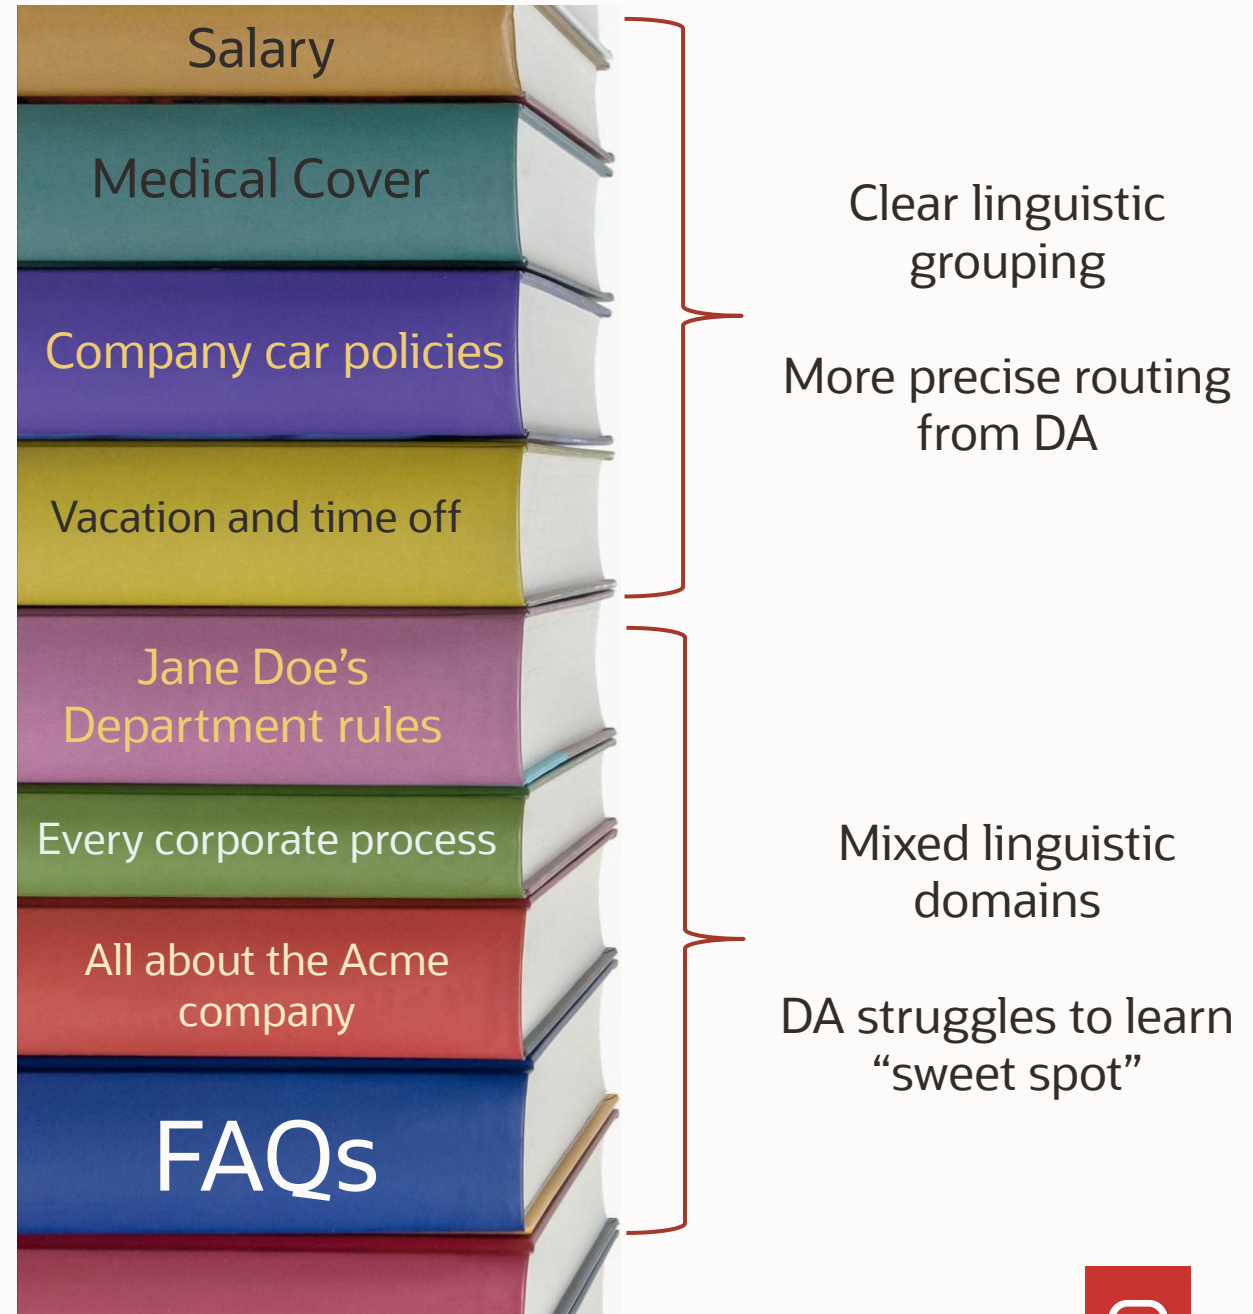 Salary
Medical Cover
Company car policies
Vacation and time off
Clear linguistic
grouping
More precise routing
from DA
Jane Doe’s
Department rules
Every corporate process
All about the Acme
company
FAQs
Mixed linguistic
domains
DA struggles to learn
“sweet spot”